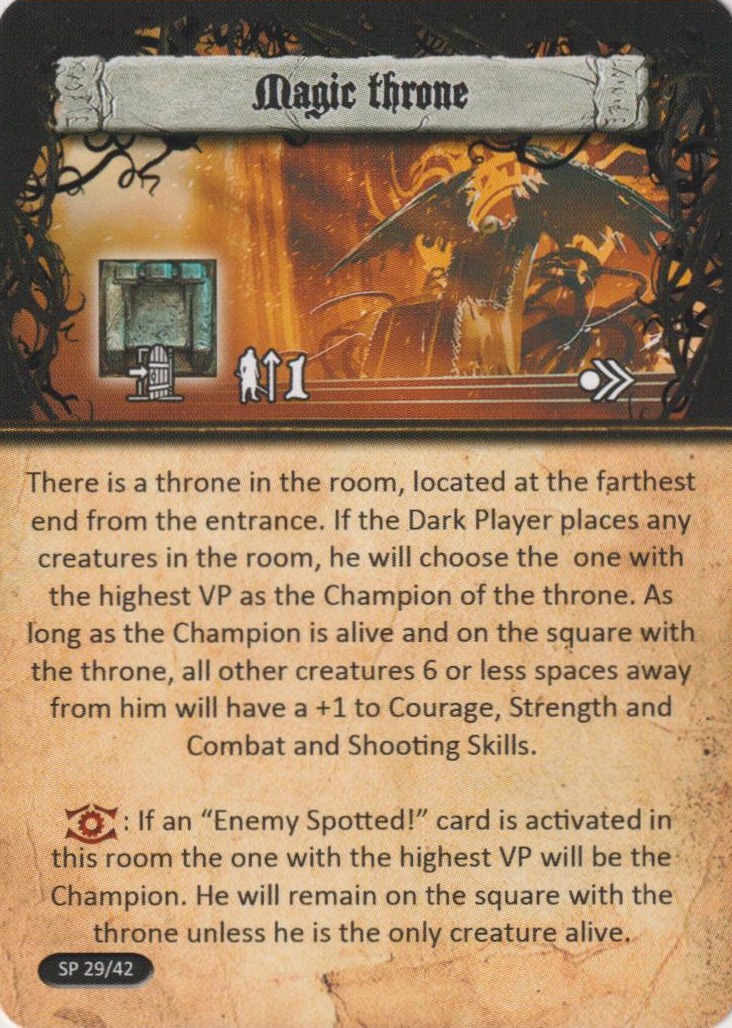 Magic throne
1
There is a throne in the room, located at the farthest
end from the entrance. If the Dark Player places any
creatures in the room, he will choose the one with
the highest VP as the Champion of the throne. As
long as the Champion is alive and on the square with
the throne, all other creatures 6 or less spaces away
from him will have a +1 to Courage, Strength and
Combat and Shooting Skills.
: If an “Enemy Spotted!” card is activated in
this room the one with the highest VP will be the
Champion. He will remain on the square with the
throne unless he is the only creature alive.
SP 29/42